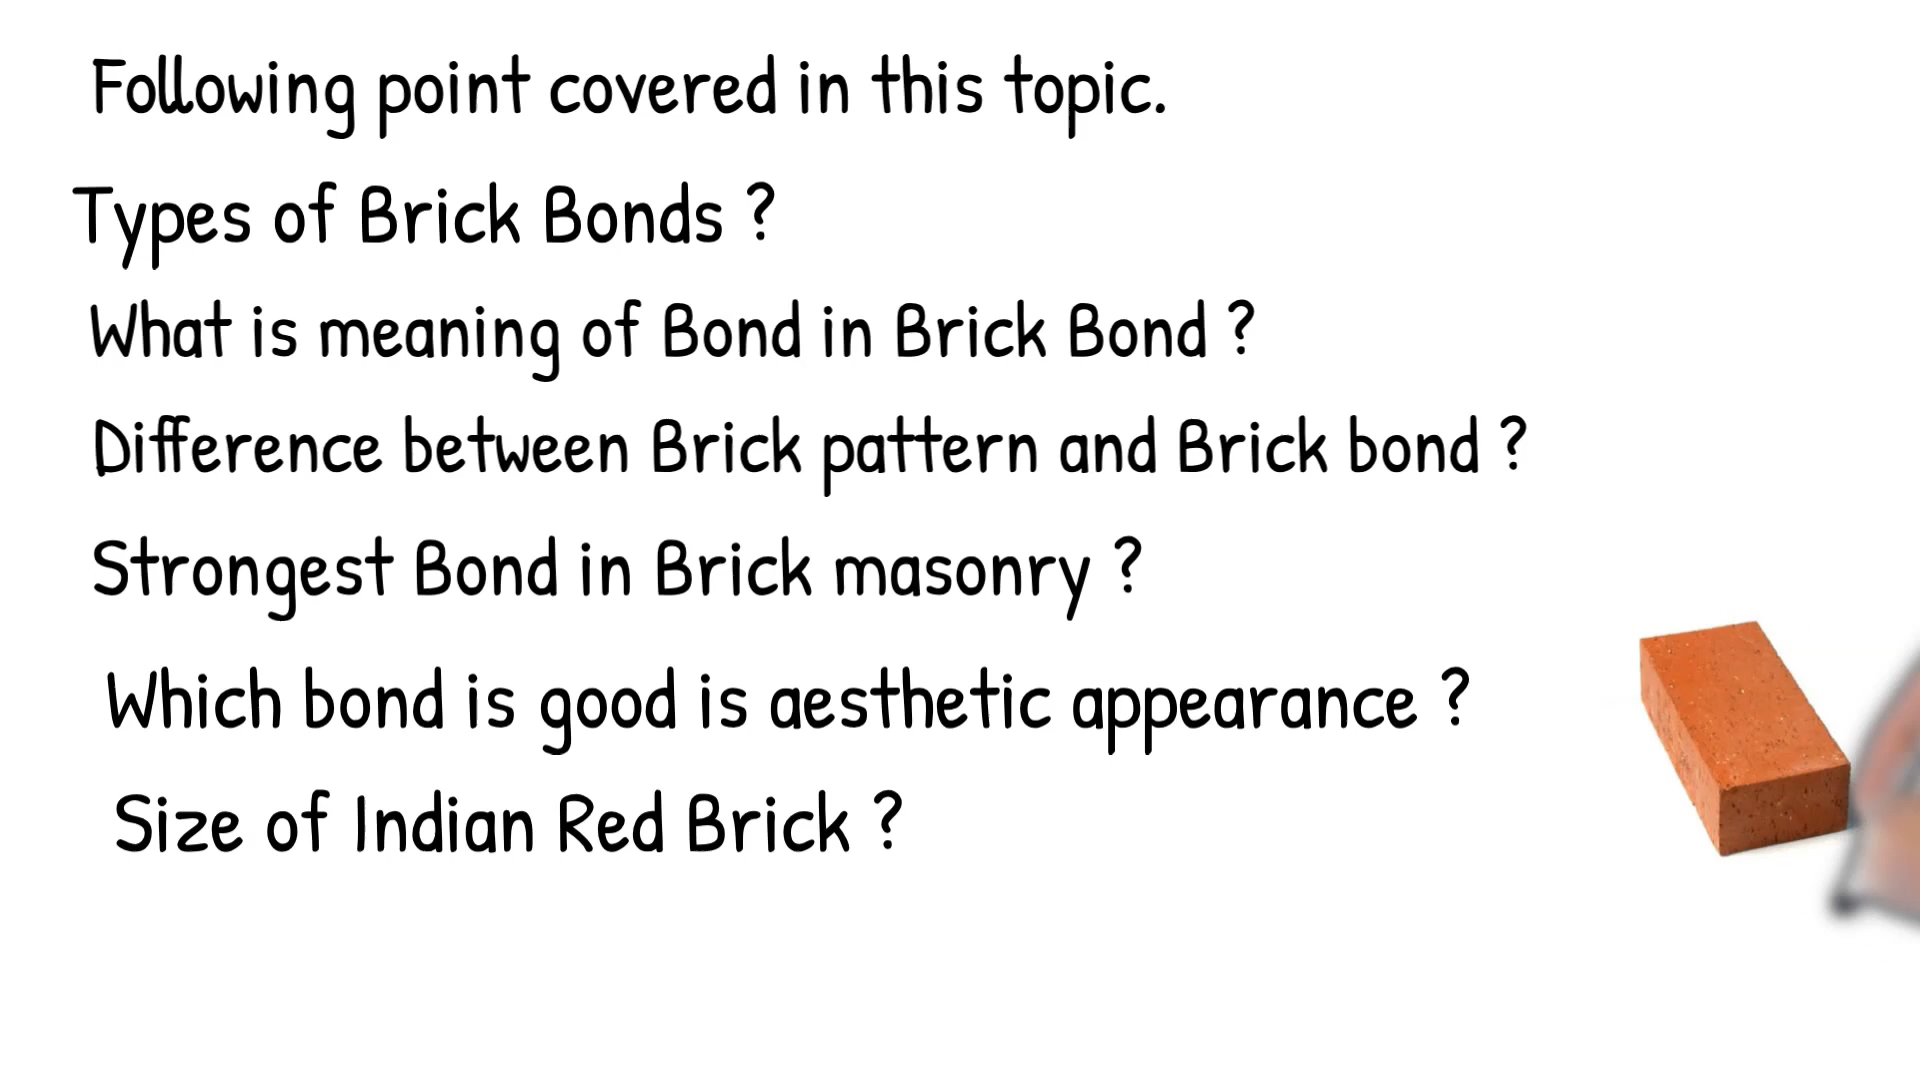 Following point covered in this topic.
Types of Brick Bonds ?
What is meaning of Bond in Brick Bond ?
Difference between Brick pattern and Brick bond ?
Strongest Bond in Brick masonry ?
Which bond is good is aesthetic appearance ?
Size of Indian Red Brick ?